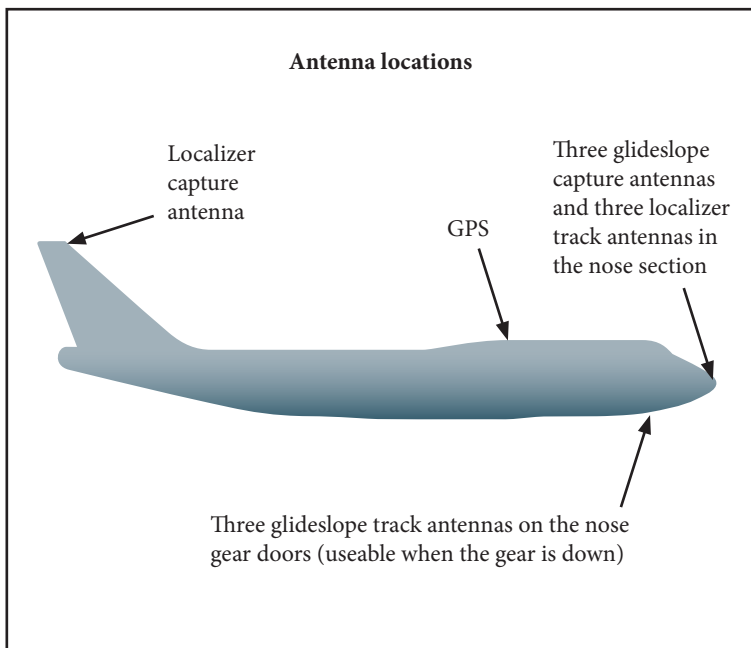 Antenna locations
Localizer
capture
antenna
GPS
Three glideslope
capture antennas
and three localizer
track antennas in
the nose section
Three glideslope track antennas on the nose
gear doors (useable when the gear is down)